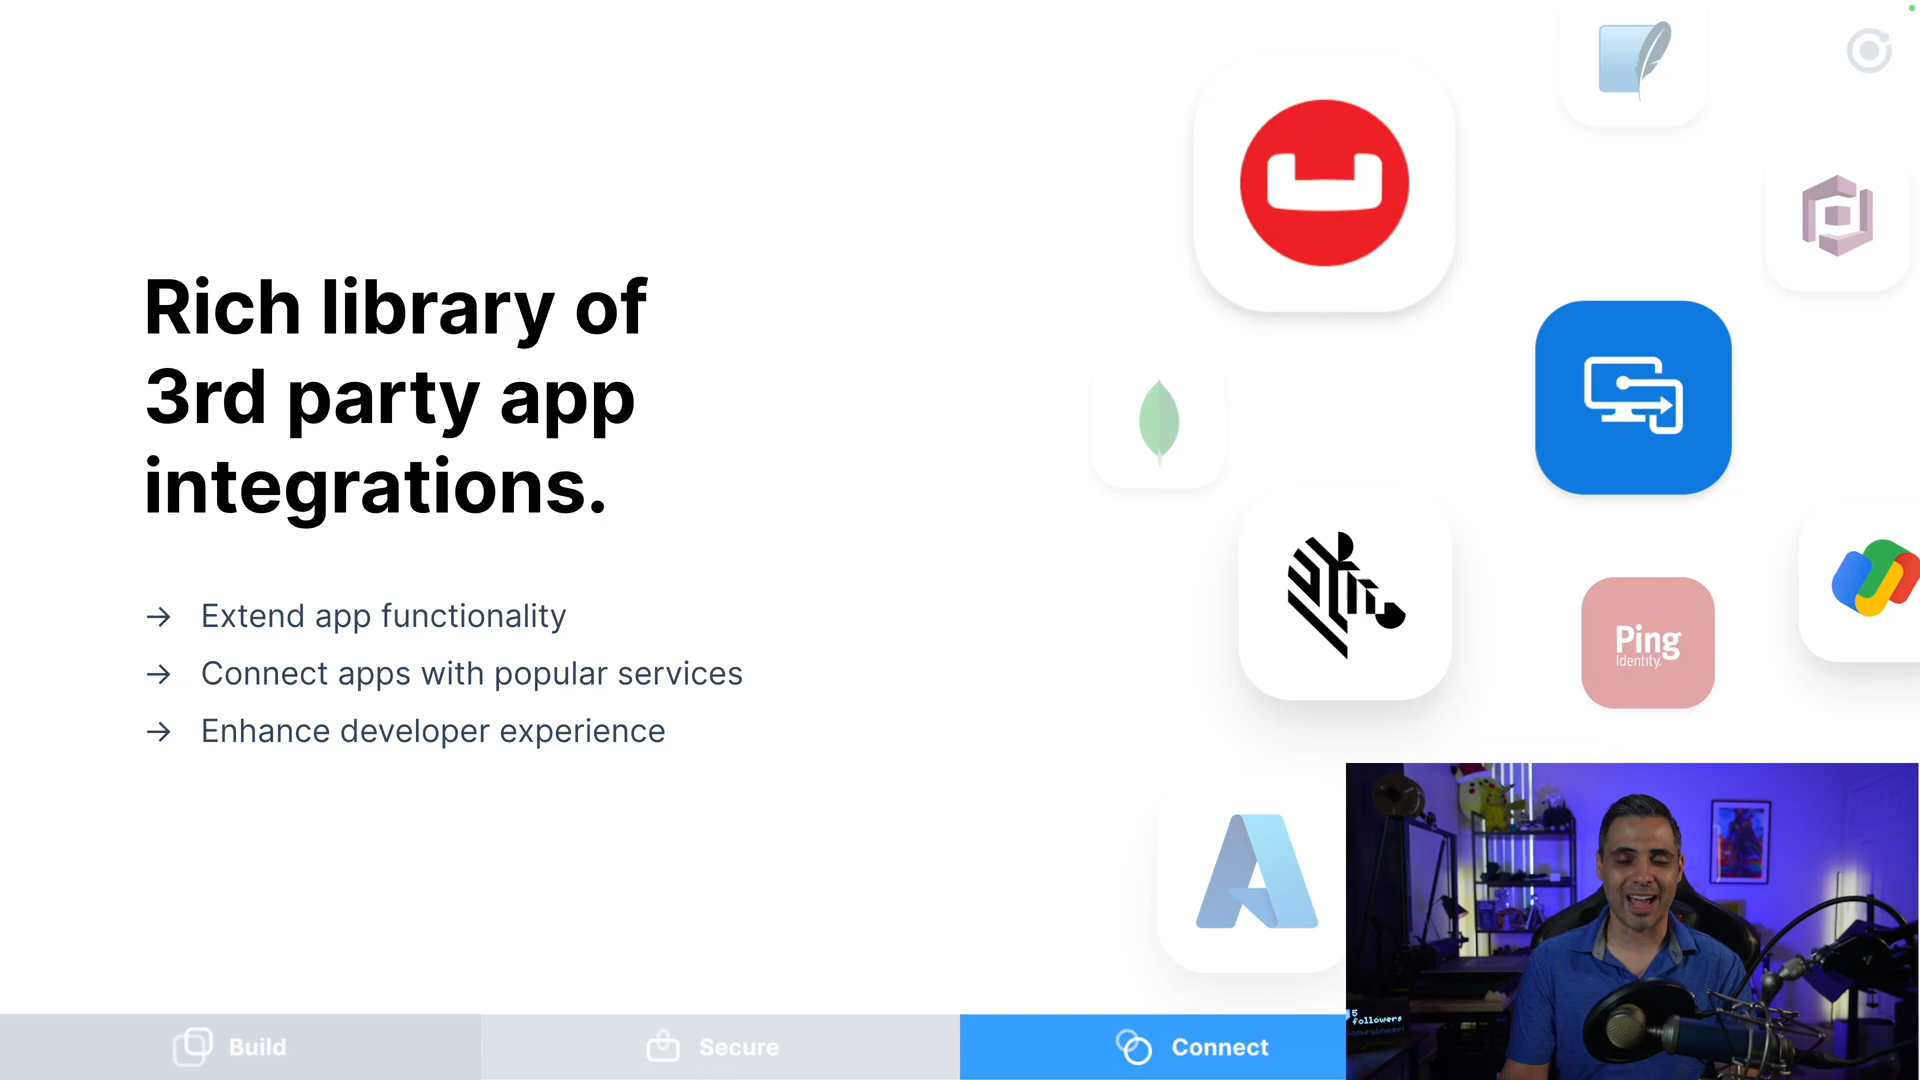 Rich library of
3rd party app
integrations.
→ Extend app functionality
→ Connect apps with popular services
→ Enhance developer experience
Ping
Identity.
Build
Secure
Connect
5
followers